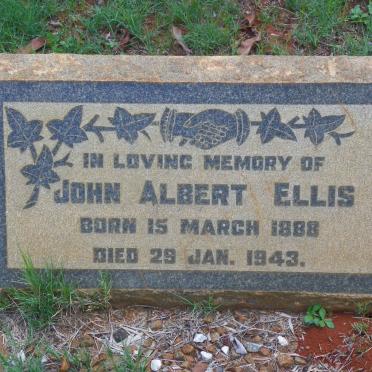 IN LOVING MEMORY OF
JOHN ALBERT ELLIS
BORN 15 MARCH 1888
DIED 29 JAN. 1943.